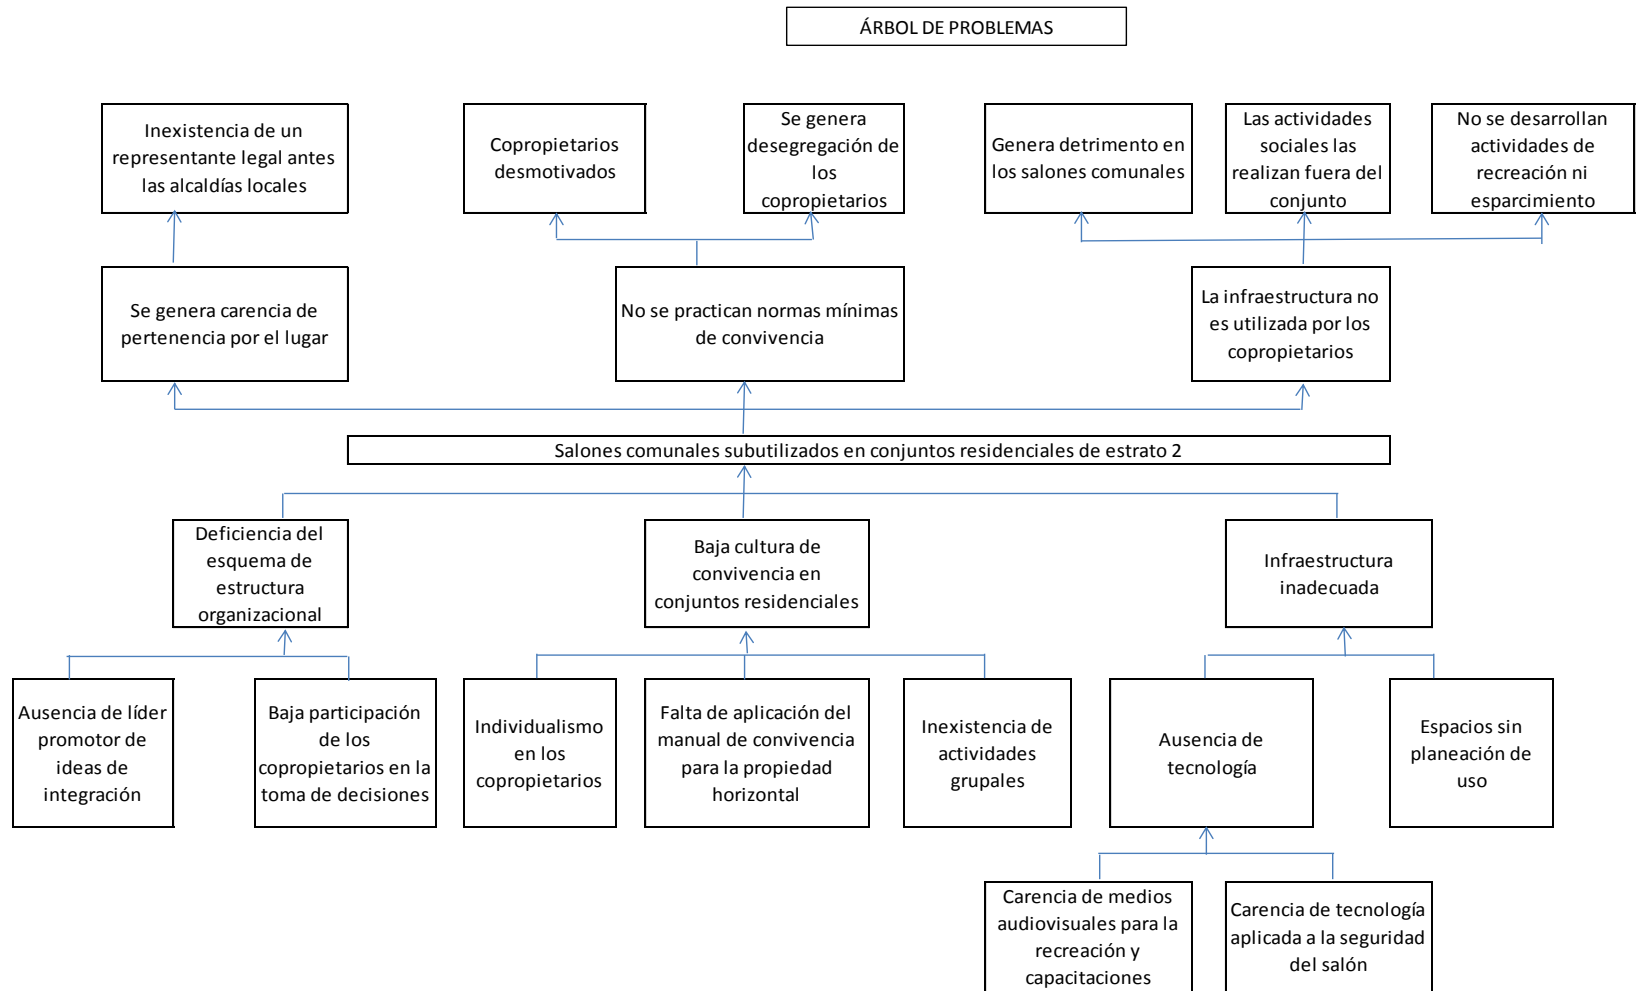 ÁRBOL DE PROBLEMAS
Inexistencia de un
representante legal antes
las alcaldías locales
Copropietarios
desmotivados
Se genera
desegregación de
los
copropietarios
Genera detrimento en
los salones comunales
Las actividades
sociales las
realizan fuera del
conjunto
No se desarrollan
actividades de
recreación ni
esparcimiento
Se genera carencia de
pertenencia por el lugar
No se practican normas mínimas
de convivencia
La infraestructura no
es utilizada por los
copropietarios
Salones comunales subutilizados en conjuntos residenciales de estrato 2
Deficiencia del
esquema de
estructura
organizacional
Baja cultura de
convivencia en
conjuntos residenciales
Infraestructura
inadecuada
Ausencia de líder
promotor de
ideas de
integración
Baja participación
de los
copropietarios en la
toma de decisiones
Individualismo
en los
copropietarios
Falta de aplicación del
manual de convivencia
para la propiedad
horizontal
Inexistencia de
actividades
grupales
Ausencia de
tecnología
Espacios sin
planeación de
uso
Carencia de medios
audiovisuales para la
recreación y
capacitaciones
Carencia de tecnología
aplicada a la seguridad
del salón